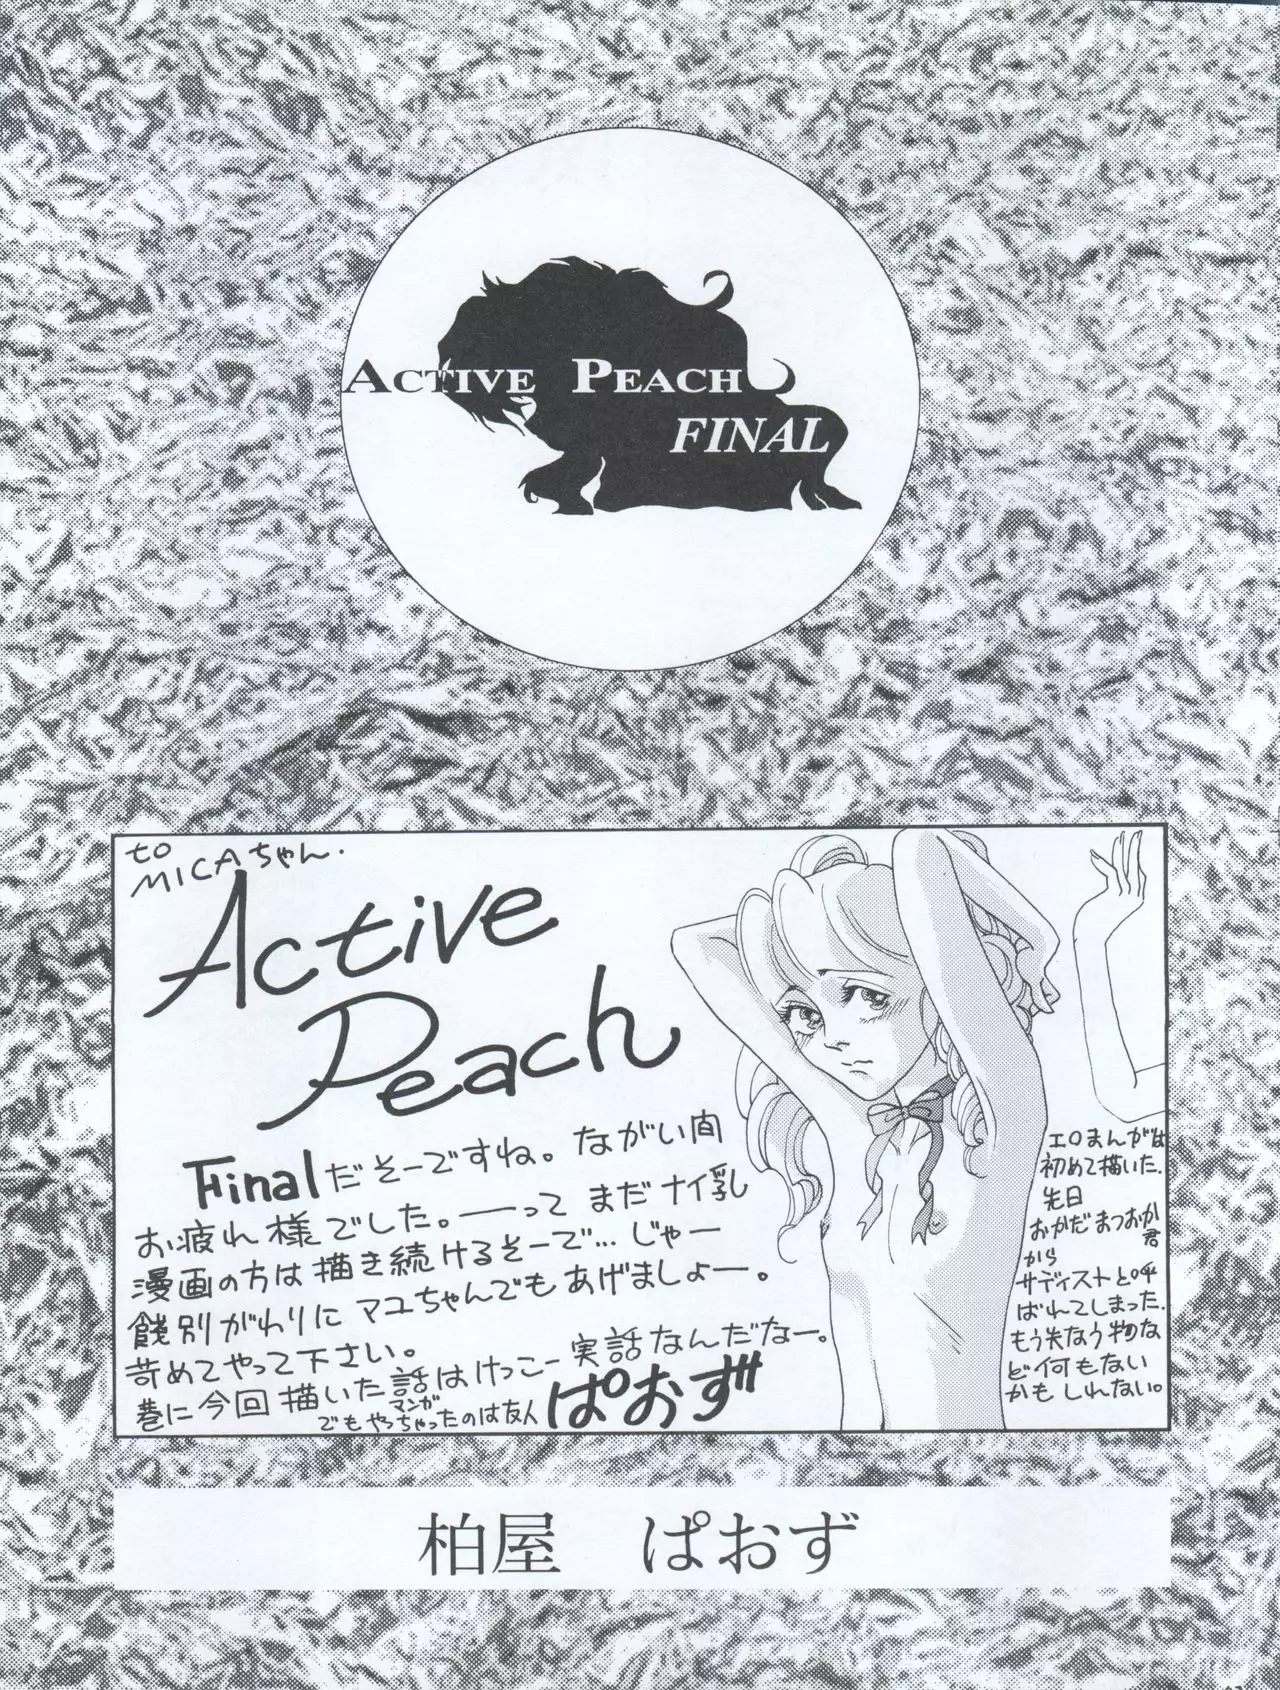 ACTIVE PEACH
FINAL
to
MICAちゃん.
Active
Peach
Finalだそーですね。ながい間
お疲れ様でした。——って まだナイ乳
漫画の方は描き続けるそーで…じゃー
餞別がわりに マユちゃんでもあげましょー。
苛めてやって下さい。
巻に今回描いた話はけっこー実話なんだなー。
でもやっちゃったのは友人
マンガ
ぱおず
エロまんがは
初めて描いた.
先日
おかだまつおか
君
から
サディストと呼
ばれてしまった.
もう失なう物な
ど何もない
かもしれない。
柏屋 ぱおず